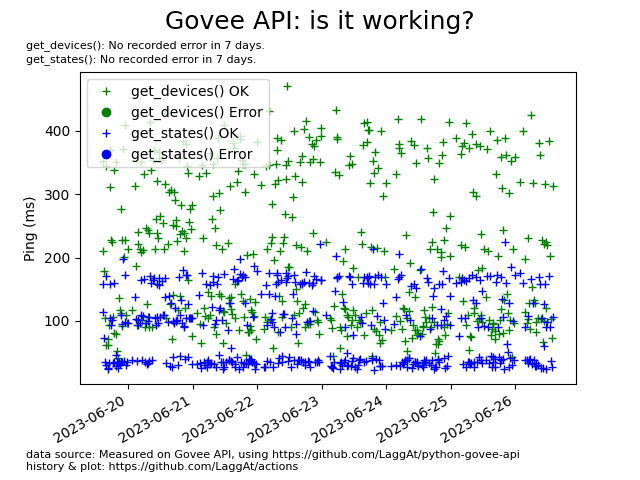 Govee API: is it working?
get_devices(): No recorded error in 7 days.
get_states(): No recorded error in 7 days.
get_devices() OK
get_devices() Error
get_states() OK
get_states() Error
Ping (ms)
400
300
200
100
2023-06-20
2023-06-21
2023-06-22
2023-06-23
2023-06-24
2023-06-25
2023-06-26
data source: Measured on Govee API, using https://github.com/LaggAt/python-govee-api
history & plot: https://github.com/LaggAt/actions